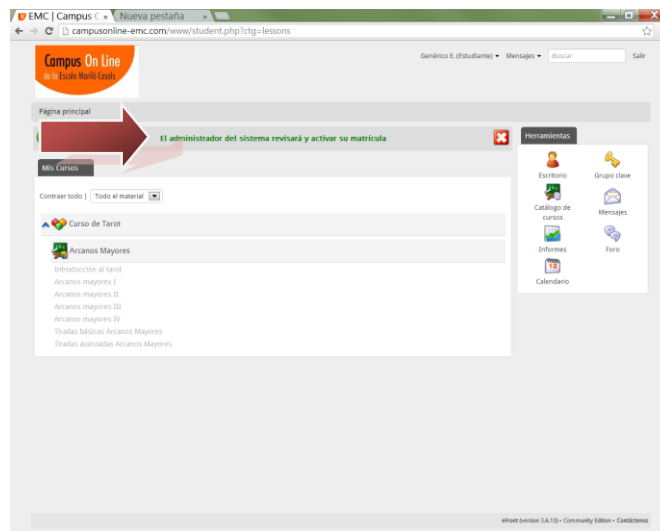 EMC | Campus C
Nueva pestaña
campusonline-emc.com/www/student.php?ctg=lessons
Campus On Line
de la Escola Mariló Casals
Genérico E. (Estudiante) Mensajes Buscar Salir
Página principal
El administrador del sistema revisará y activar su matrícula
Mis Cursos
Contraer todo | Todo el material
Curso de Tarot
Arcanos Mayores
Introducción al tarot
Arcanos mayores I
Arcanos mayores II
Arcanos mayores III
Arcanos mayores IV
Tiradas básicas Arcanos Mayores
Tiradas avanzadas Arcanos Mayores
Herramientas
Escritorio
Grupo clave
Catálogo de cursos
Mensajes
Informes
Foro
12
Calendario
eFront (version 3.6.13) • Community Edition • Contáctenos